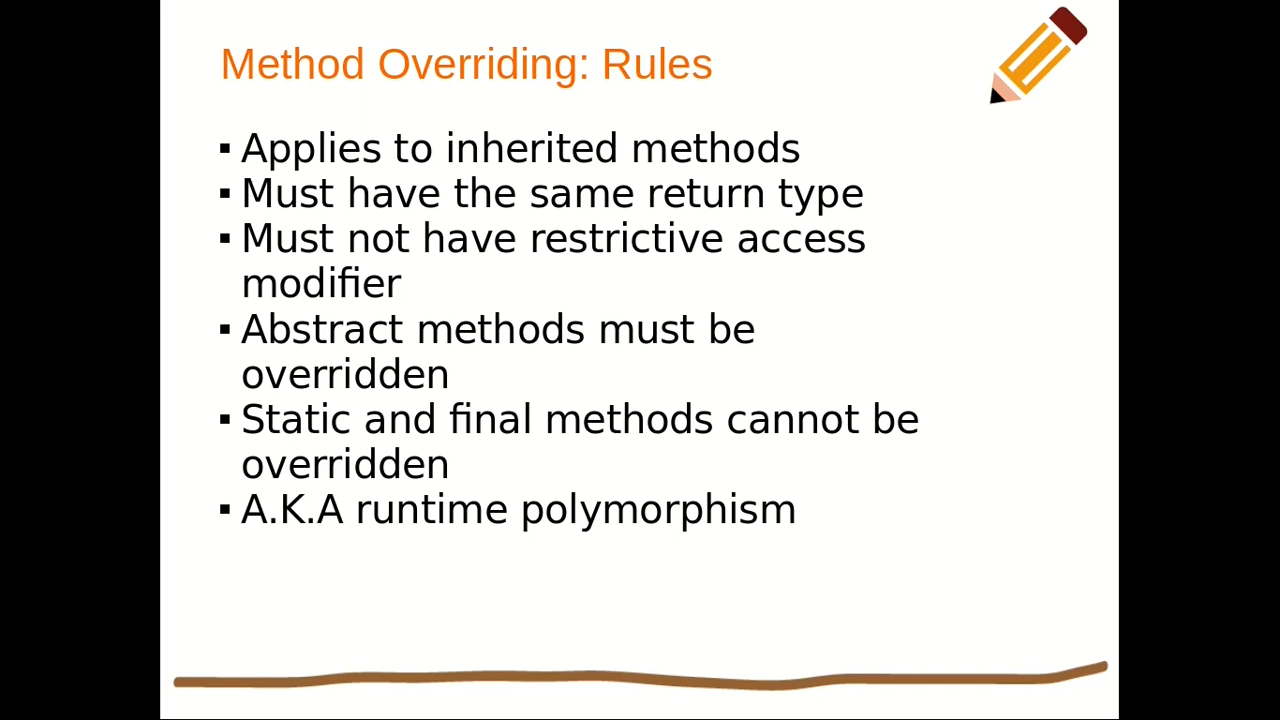 Method Overriding: Rules
▪ Applies to inherited methods
▪ Must have the same return type
▪ Must not have restrictive access
modifier
▪ Abstract methods must be
overridden
▪ Static and final methods cannot be
overridden
▪ A.K.A runtime polymorphism